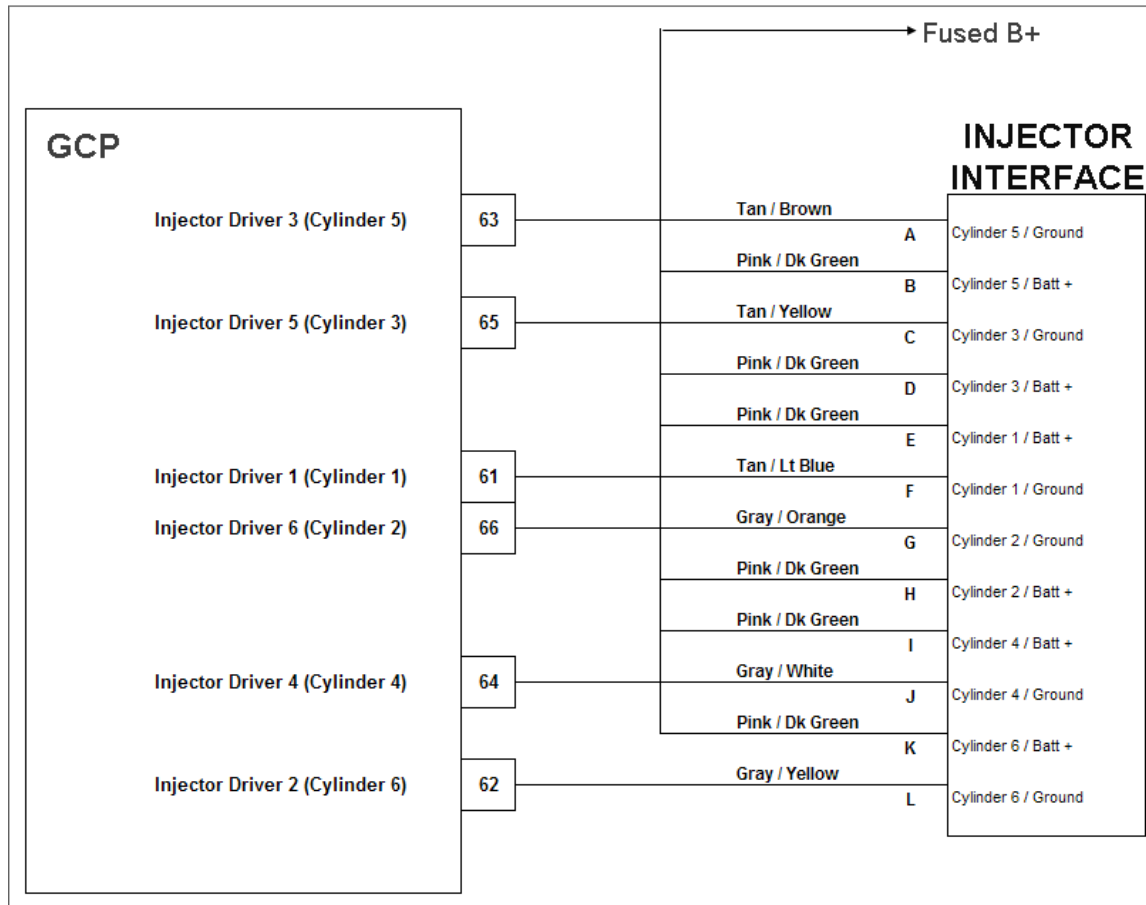 Fused B+
GCP
INJECTOR
INTERFACE
Injector Driver 3 (Cylinder 5)
63
Tan / Brown
A
Cylinder 5 / Ground
Pink / Dk Green
B
Cylinder 5 / Batt +
Injector Driver 5 (Cylinder 3)
65
Tan / Yellow
C
Cylinder 3 / Ground
Pink / Dk Green
D
Cylinder 3 / Batt +
Pink / Dk Green
E
Cylinder 1 / Batt +
Injector Driver 1 (Cylinder 1)
61
Tan / Lt Blue
F
Cylinder 1 / Ground
Injector Driver 6 (Cylinder 2)
66
Gray / Orange
G
Cylinder 2 / Ground
Pink / Dk Green
H
Cylinder 2 / Batt +
Pink / Dk Green
I
Cylinder 4 / Batt +
Injector Driver 4 (Cylinder 4)
64
Gray / White
J
Cylinder 4 / Ground
Pink / Dk Green
K
Cylinder 6 / Batt +
Injector Driver 2 (Cylinder 6)
62
Gray / Yellow
L
Cylinder 6 / Ground